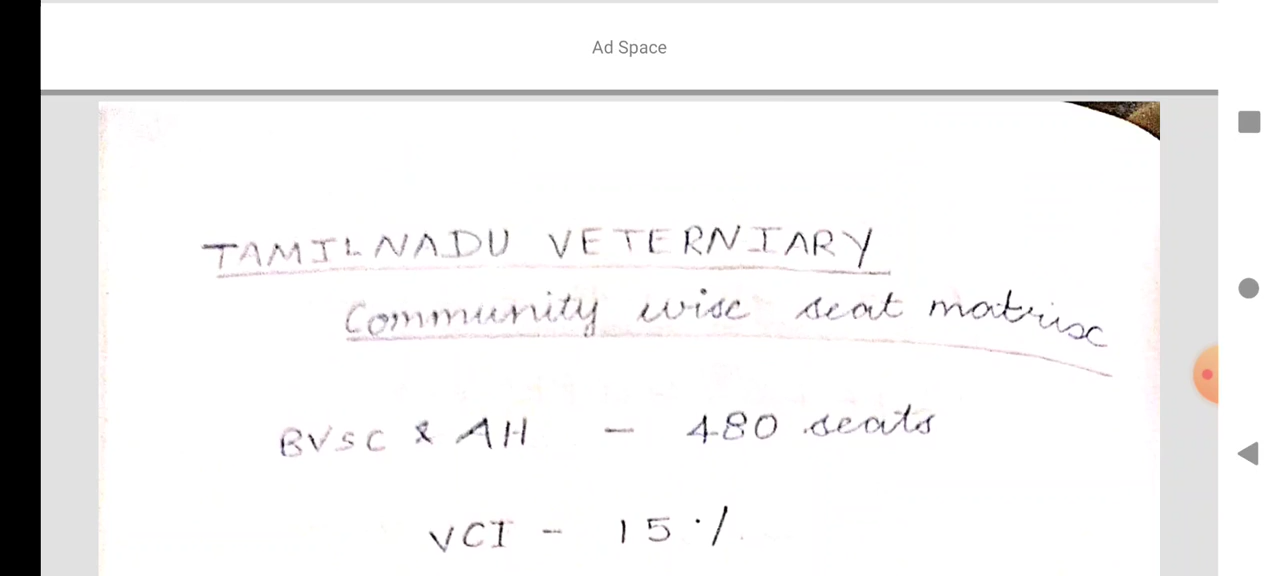 Ad Space
TAMILNADU VETERNIARY
Community wise seat matrix
BVSC & AH - 480 seats
VCI - 15 %